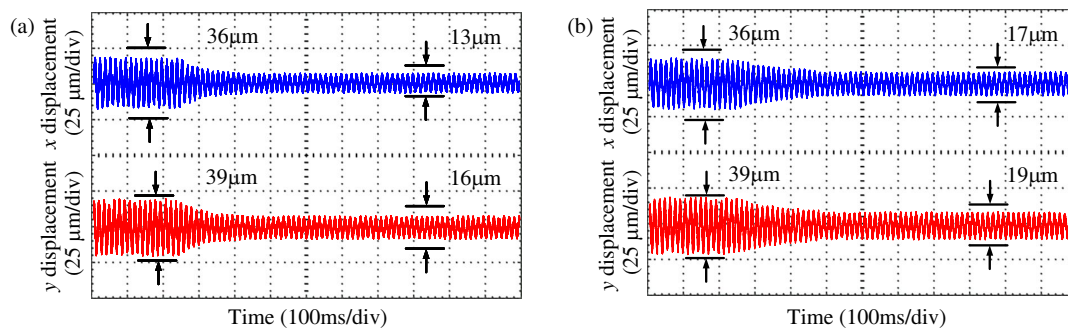 (a)
x displacement
(25 μm/div)
36μm
13μm
y displacement
(25 μm/div)
39μm
16μm
Time (100ms/div)
(b)
x displacement
(25 μm/div)
36μm
17μm
y displacement
(25 μm/div)
39μm
19μm
Time (100ms/div)